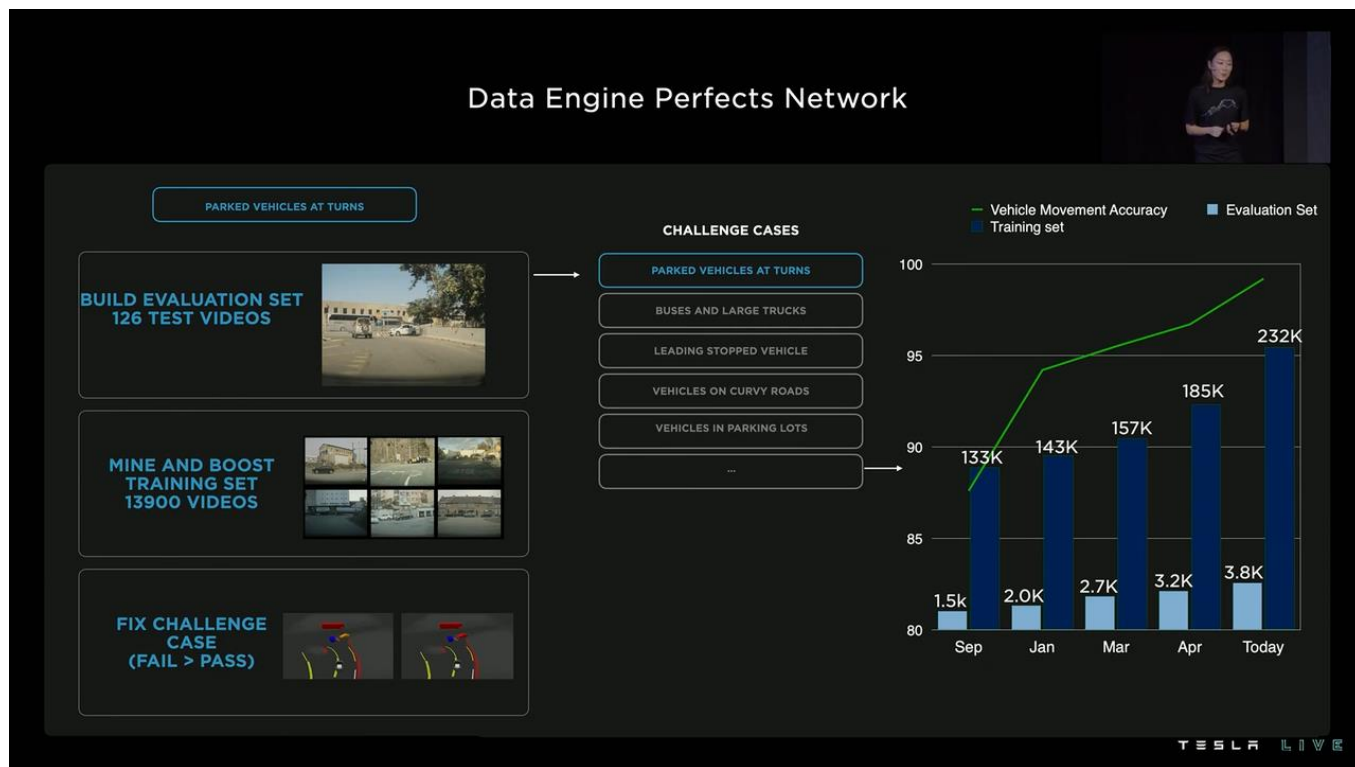 Data Engine Perfects Network
PARKED VEHICLES AT TURNS
BUILD EVALUATION SET
126 TEST VIDEOS
MINE AND BOOST
TRAINING SET
13900 VIDEOS
FIX CHALLENGE
CASE
(FAIL > PASS)
CHALLENGE CASES
PARKED VEHICLES AT TURNS
BUSES AND LARGE TRUCKS
LEADING STOPPED VEHICLE
VEHICLES ON CURVY ROADS
VEHICLES IN PARKING LOTS
...
Vehicle Movement Accuracy
Evaluation Set
Training set
100
95
90
85
80
232K
185K
157K
143K
133K
3.8K
3.2K
2.7K
2.0K
1.5k
Sep Jan Mar Apr Today
TESLA LIVE